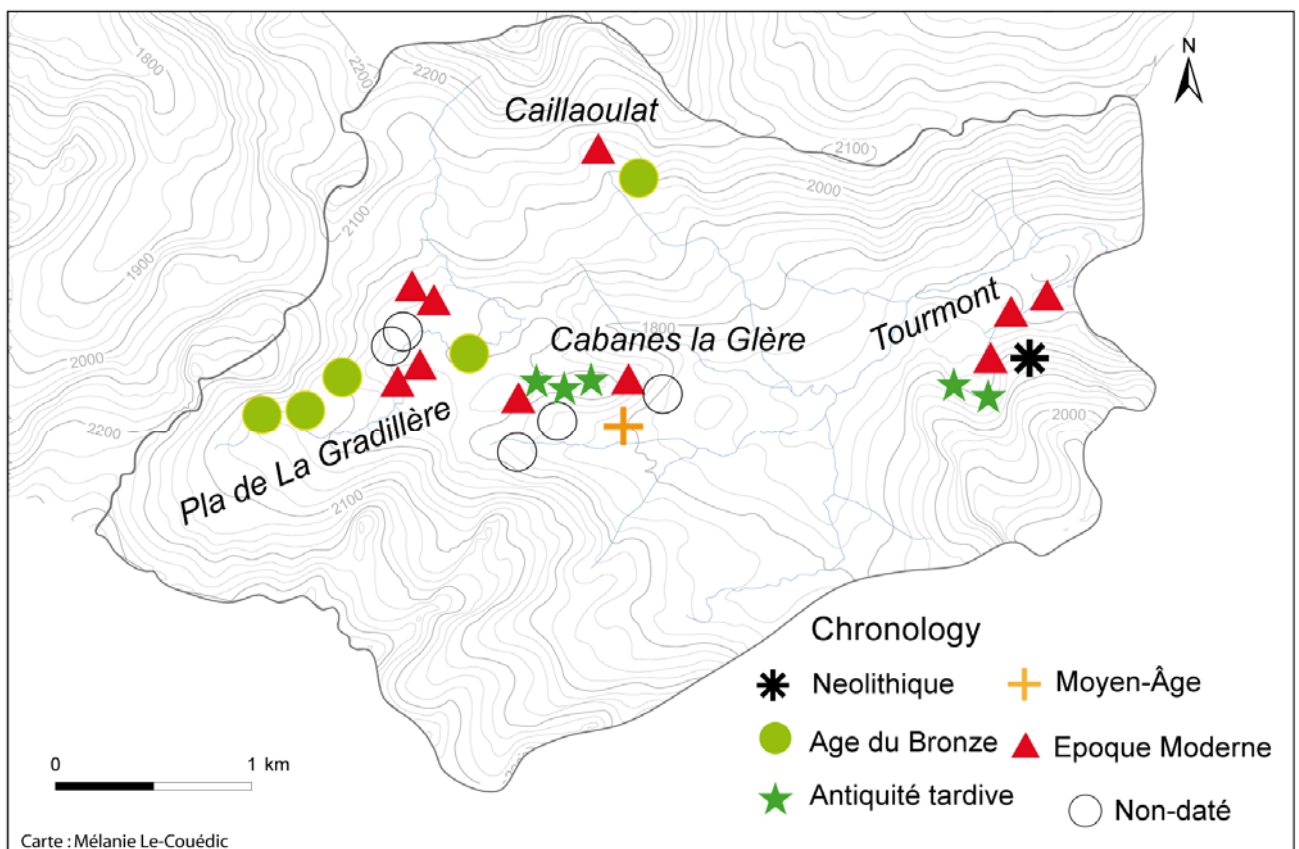 1800
2200
2200
N
Caillaoulat
2100
2000
2100
1900
Tourmont
1800
Cabanes la Glère
2000
2200
2000
Pla de La Gradillère
2100
Chronology
Neolithique
Moyen-Âge
Age du Bronze
Epoque Moderne
Antiquité tardive
Non-daté
0 1 km
Carte : Mélanie Le-Couédic